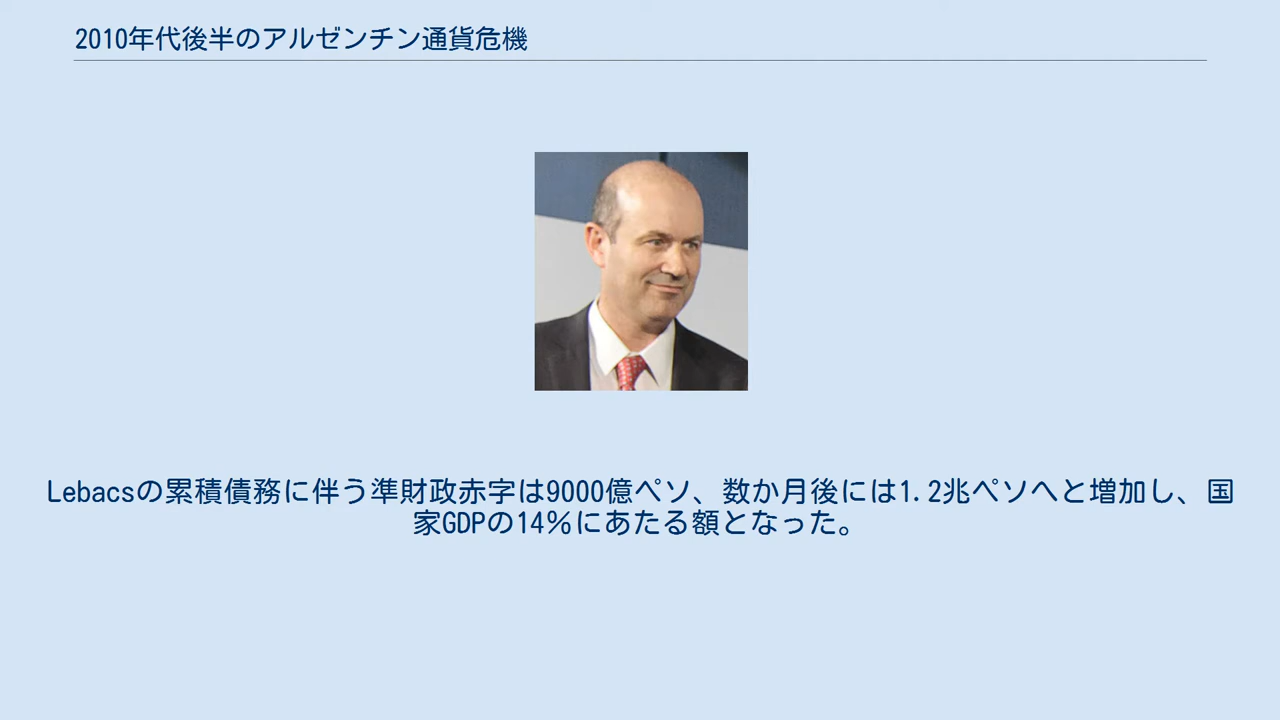 2010年代後半のアルゼンチン通貨危機
Lebacsの累積債務に伴う準財政赤字は9000億ペソ、数か月後には1.2兆ペソへと増加し、国
家GDPの14%にあたる額となった。